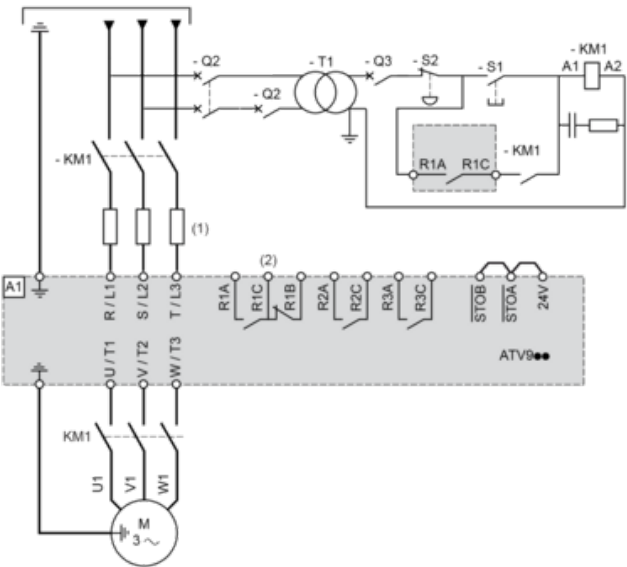 - Q2
- T1
- Q3
- S2
- S1
- KM1
A1
A2
- Q2
R1A
R1C
- KM1
- KM1
(1)
(2)
A1
R / L1
S / L2
T / L3
R1A
R1C
R1B
R2A
R2C
R3A
R3C
STOB
STOA
24V
U / T1
V / T2
W / T3
ATV9●●
KM1
U1
V1
W1
M
3 ~